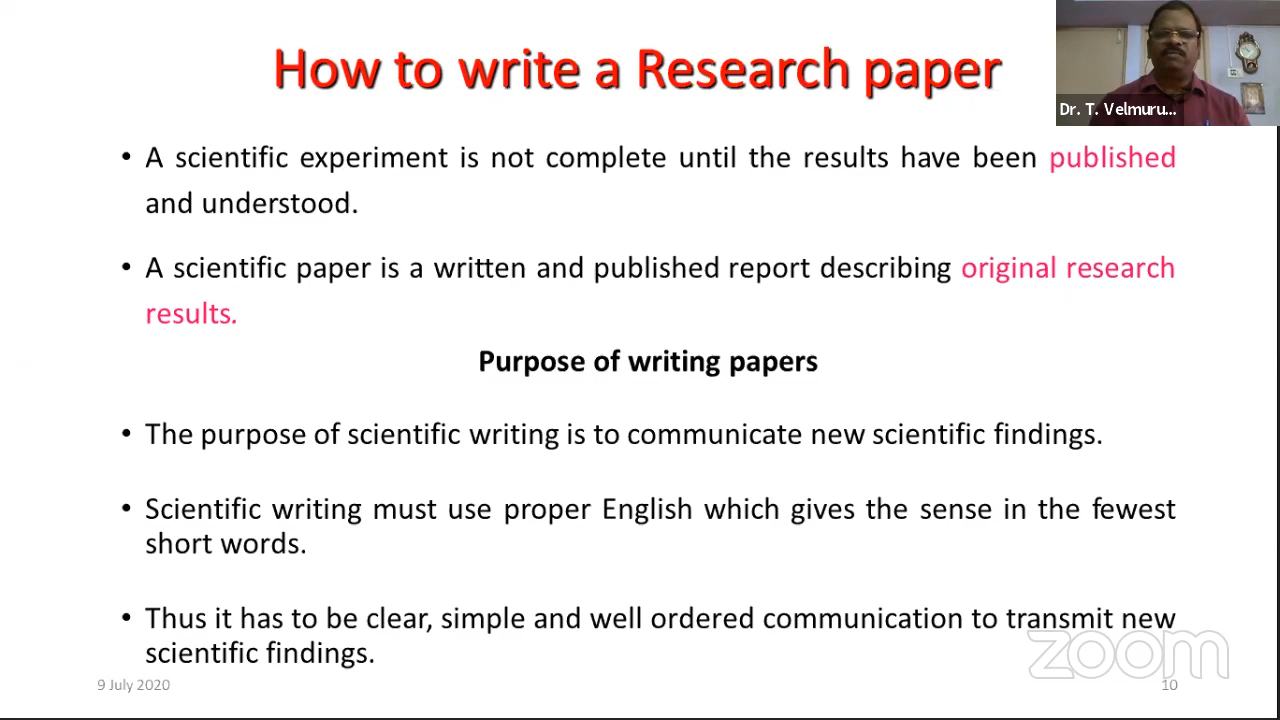 How to write a Research paper
Dr. T. Velmuru...
• A scientific experiment is not complete until the results have been published
and understood.
• A scientific paper is a written and published report describing original research
results.
Purpose of writing papers
• The purpose of scientific writing is to communicate new scientific findings.
• Scientific writing must use proper English which gives the sense in the fewest
short words.
• Thus it has to be clear, simple and well ordered communication to transmit new
scientific findings.
zoom
9 July 2020
10